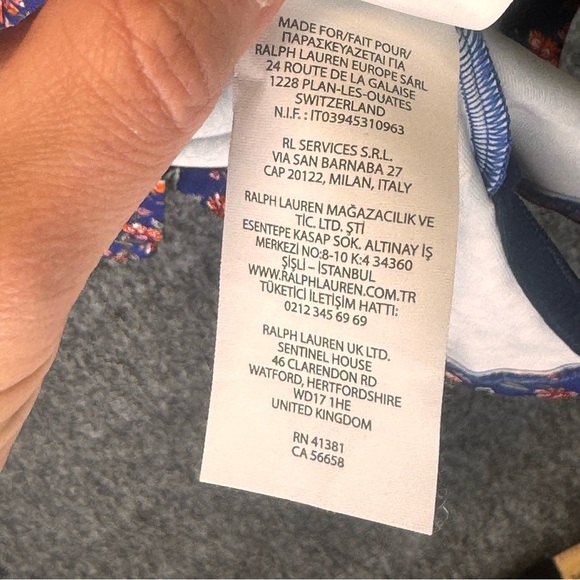 MADE FOR/FAIT POUR/
ΠΑΡΑΣΚΕΥΑΖΕΤΑΙ ΓΙΑ
RALPH LAUREN EUROPE SÁRL
24 ROUTE DE LA GALAISE
1228 PLAN-LES-OUATES
SWITZERLAND
N.I.F. : IT03945310963
RL SERVICES S.R.L.
VIA SAN BARNABA 27
CAP 20122, MILAN, ITALY
RALPH LAUREN MAĞAZACILIK VE
TİC. LTD. ŞTİ
ESENTEPE KASAP SOK. ALTINAY İŞ
MERKEZİ NO:8-10 K:4 34360
ŞİŞLİ – İSTANBUL
WWW.RALPHLAUREN.COM.TR
TÜKETİCİ İLETİŞİM HATTI:
0212 345 69 69
RALPH LAUREN UK LTD.
SENTINEL HOUSE
46 CLARENDON RD
WATFORD, HERTFORDSHIRE
WD17 1HE
UNITED KINGDOM
RN 41381
CA 56658